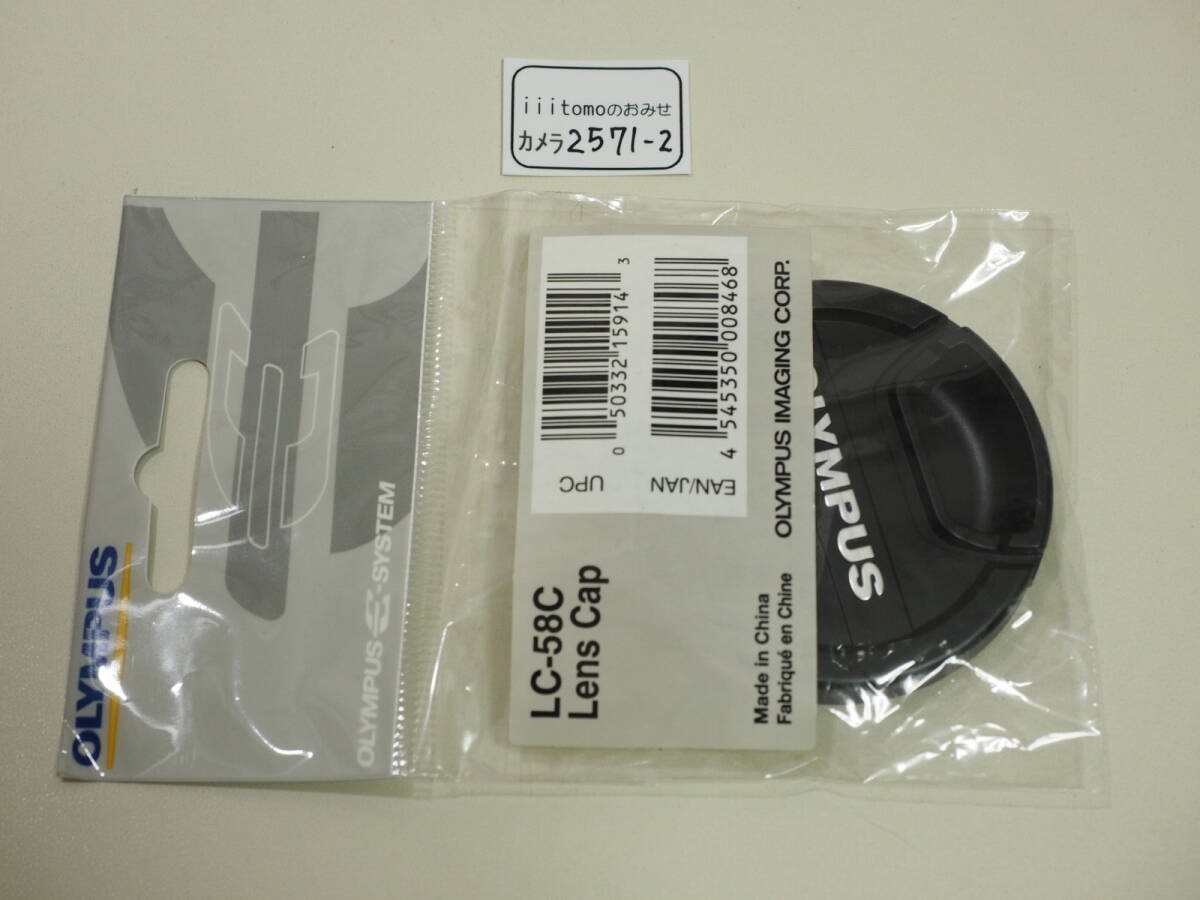 iiitomoのおみせ
カメラ2571-2
OLYMPUS
OLYMPUS E-SYSTEM
LC-58C
Lens Cap
UPC
0 50332 15914 3
EAN/JAN
4 545350 008468
Made in China
Fabriqué en Chine
OLYMPUS IMAGING CORP.
OLYMPUS